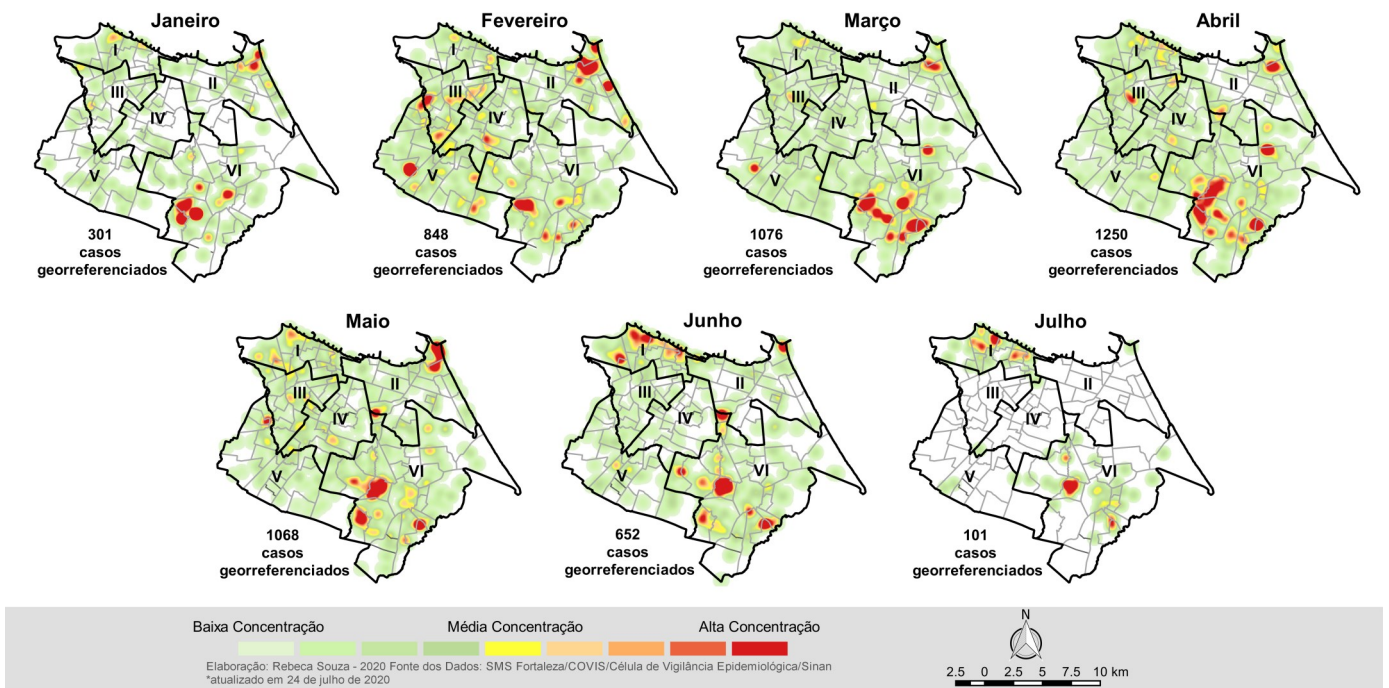 Janeiro
I
II
III
IV
V
VI
301
casos
georreferenciados
Fevereiro
I
II
III
IV
V
VI
848
casos
georreferenciados
Março
I
II
III
IV
V
VI
1076
casos
georreferenciados
Abril
I
II
III
IV
V
VI
1250
casos
georreferenciados
Maio
I
II
III
IV
V
VI
1068
casos
georreferenciados
Junho
I
II
III
IV
V
VI
652
casos
georreferenciados
Julho
I
II
III
IV
V
VI
101
casos
georreferenciados
Baixa Concentração Média Concentração Alta Concentração
Elaboração: Rebeca Souza - 2020 Fonte dos Dados: SMS Fortaleza/COVIS/Célula de Vigilância Epidemiológica/Sinan
*atualizado em 24 de julho de 2020
N
2.5 0 2.5 5 7.5 10 km